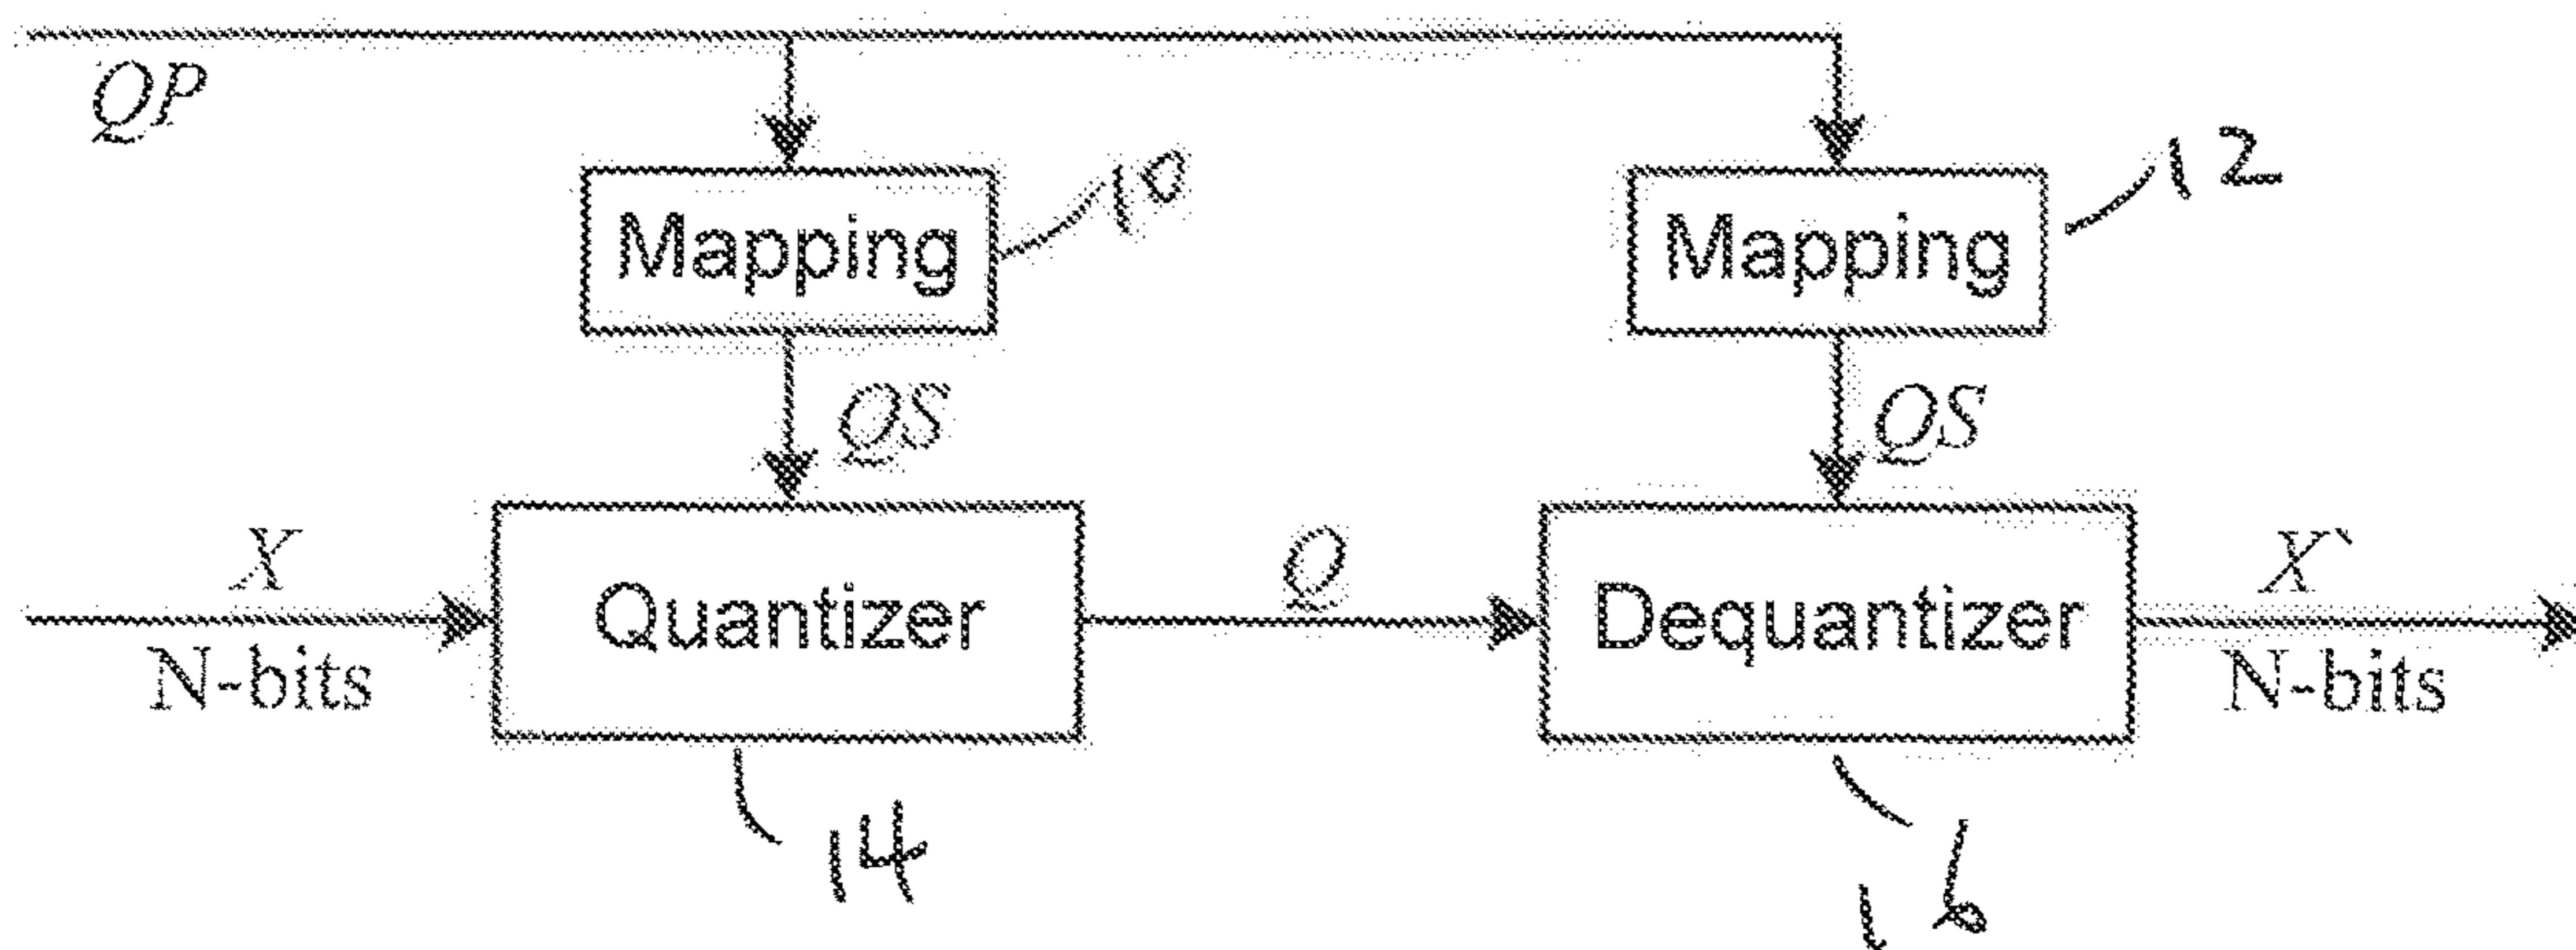 QP
10
12
Mapping
Mapping
QS
QS
X
Q
X`
Quantizer
Dequantizer
N-bits
N-bits
14
16